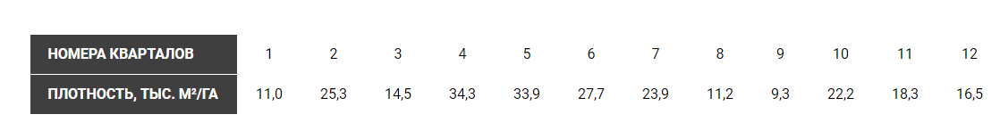 НОМЕРА КВАРТАЛОВ 1 2 3 4 5 6 7 8 9 10 11 12
ПЛОТНОСТЬ, ТЫС. М²/ГА 11,0 25,3 14,5 34,3 33,9 27,7 23,9 11,2 9,3 22,2 18,3 16,5